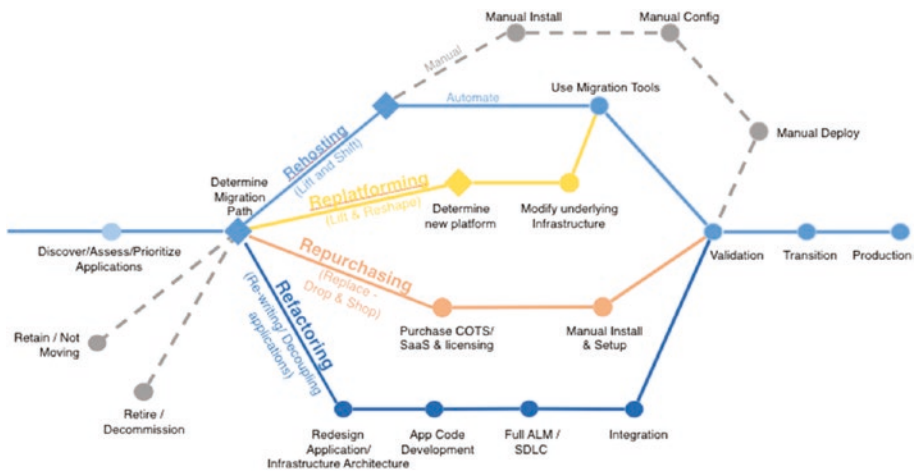 Manual Install
Manual Config
Manual
Automate
Use Migration Tools
Manual Deploy
Rehosting
(Lift and Shift)
Determine
Migration
Path
Replatforming
(Lift & Reshape)
Determine
new platform
Modify underlying
Infrastructure
Discover/Assess/Prioritize
Applications
Validation
Transition
Production
Repurchasing
(Replace -
Drop & Shop)
Purchase COTS/
SaaS & licensing
Manual Install
& Setup
Refactoring
(Re-writing/ Decoupling
applications)
Retain / Not
Moving
Retire /
Decommission
Redesign
Application/
Infrastructure Architecture
App Code
Development
Full ALM /
SDLC
Integration